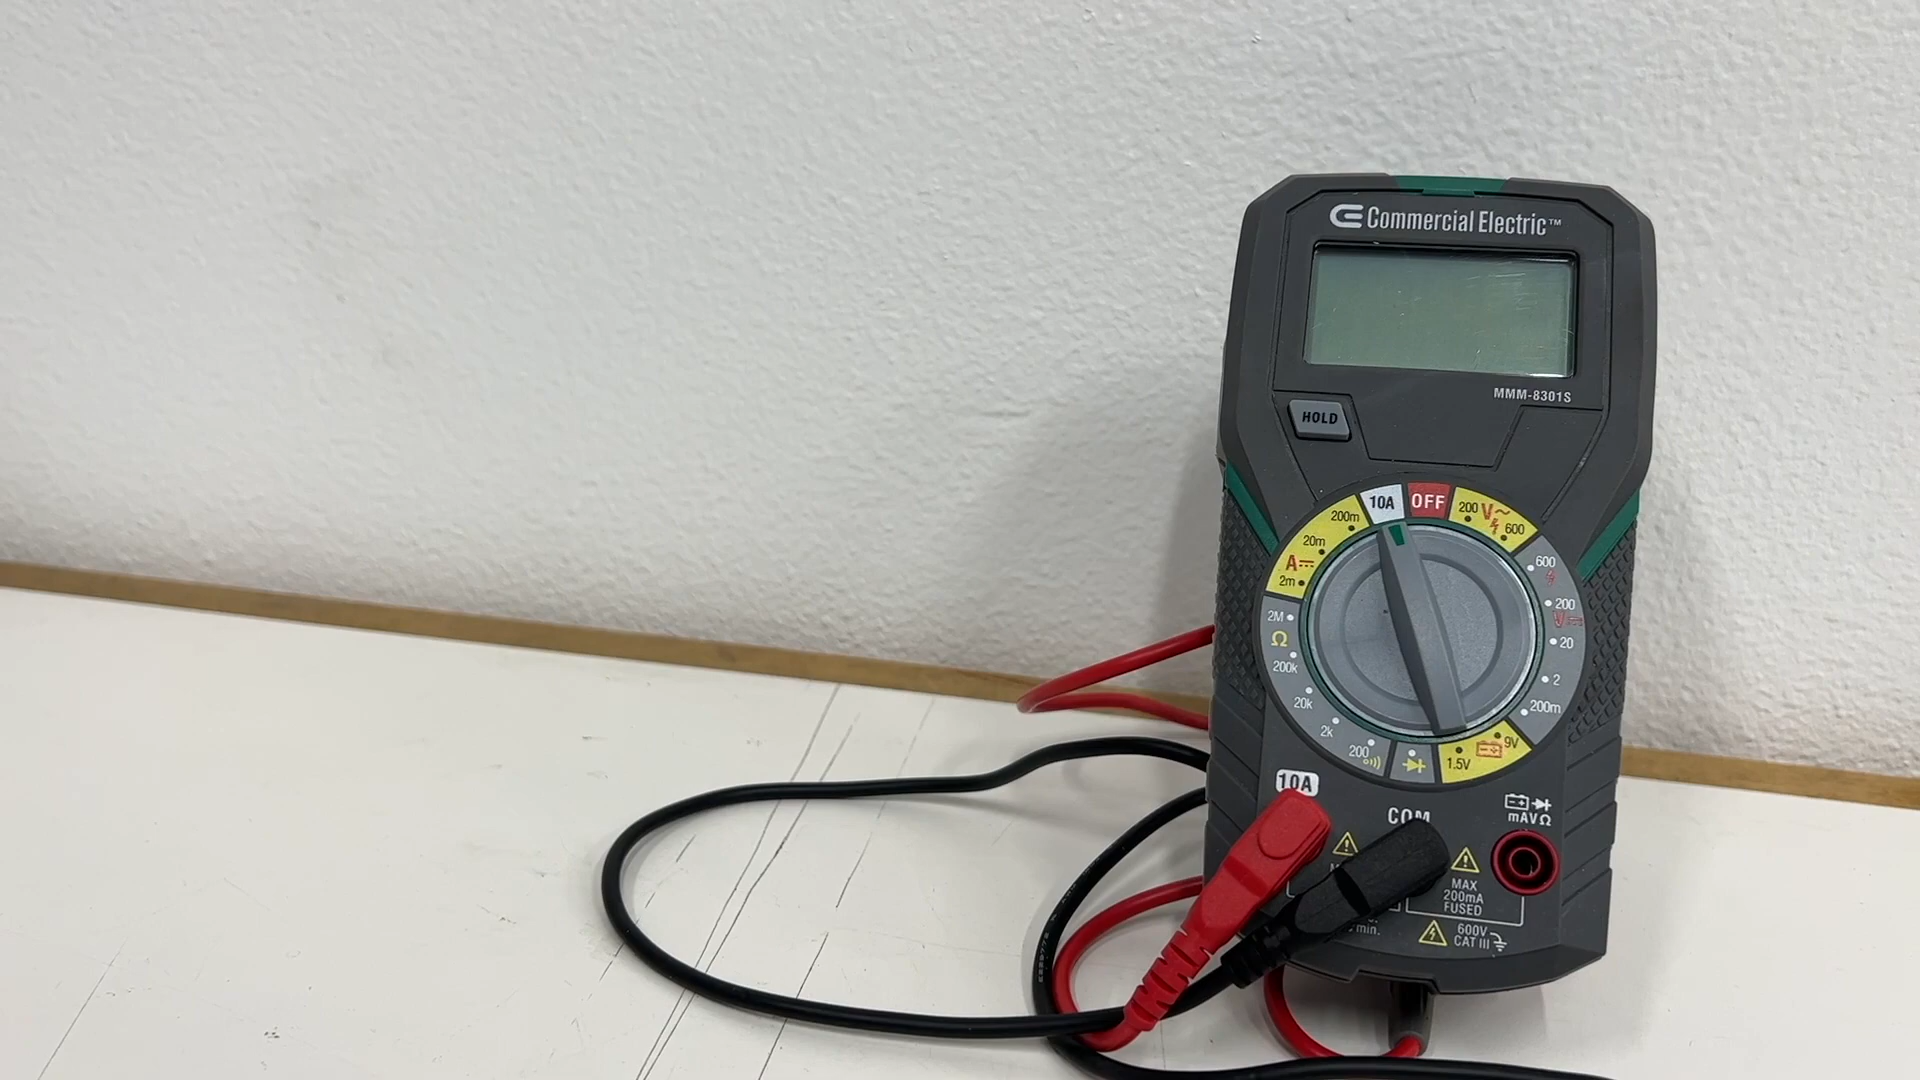 Commercial Electric™
MMM-8301S
HOLD
10A OFF
200 V~ 600
600
200
V
20
2
200m
9V
1.5V
200
2k
20k
200k
Ω
2M
2m
A
20m
200m
10A
COM
mAVΩ
MAX
200mA
FUSED
min.
600V
CAT III